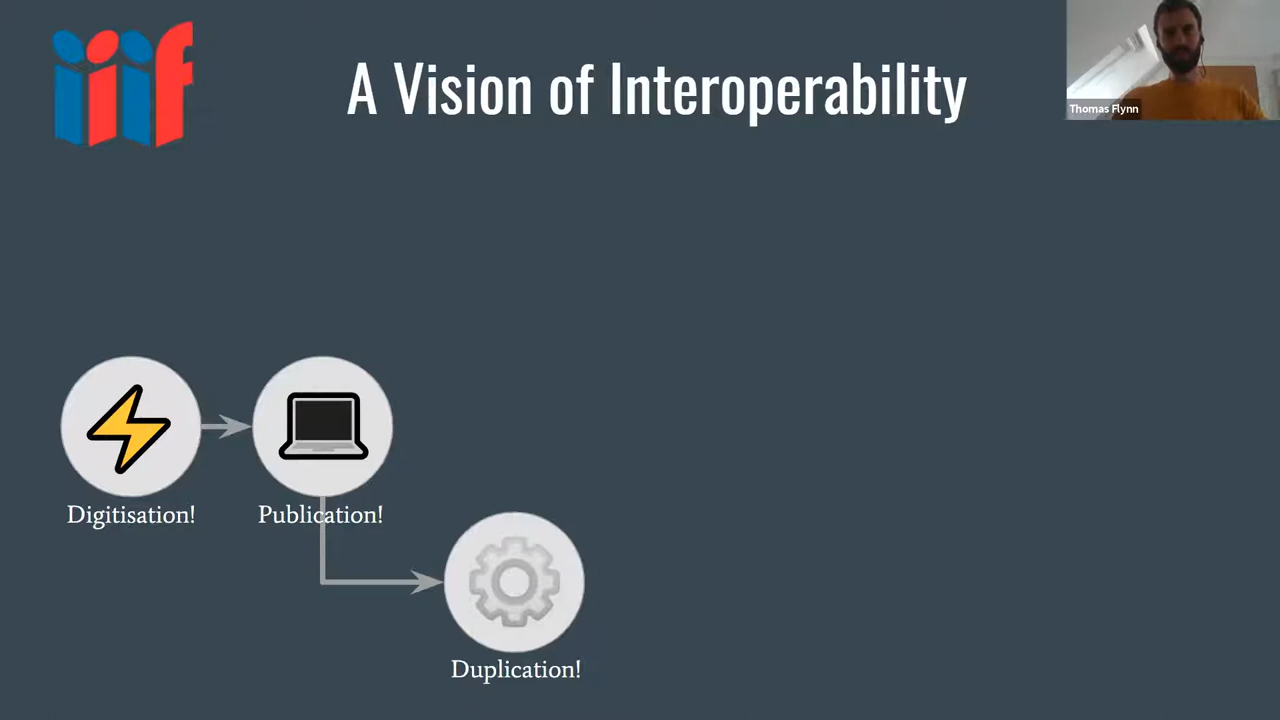 iiif
A Vision of Interoperability
Thomas Flynn
Digitisation!
Publication!
Duplication!